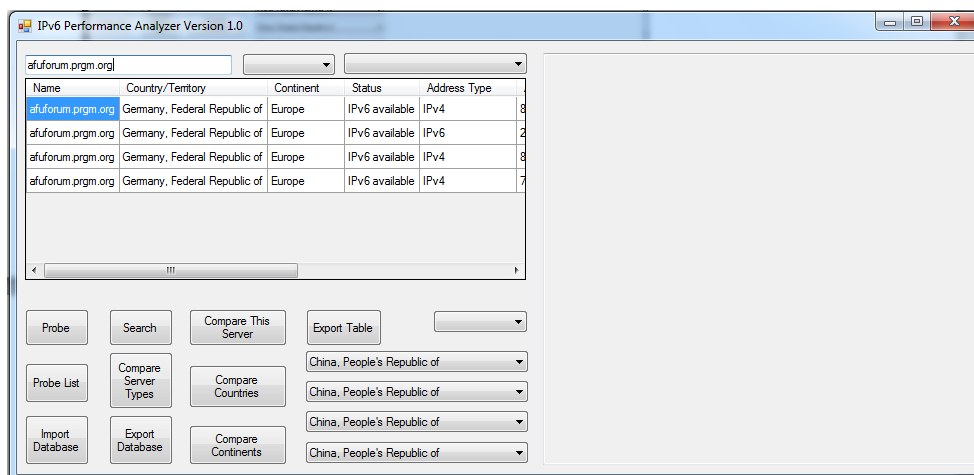 IPv6 Performance Analyzer Version 1.0
afuforum.prgm.org
Name Country/Territory Continent Status Address Type
afuforum.prgm.org Germany, Federal Republic of Europe IPv6 available IPv4 8
afuforum.prgm.org Germany, Federal Republic of Europe IPv6 available IPv6 2
afuforum.prgm.org Germany, Federal Republic of Europe IPv6 available IPv4 8
afuforum.prgm.org Germany, Federal Republic of Europe IPv6 available IPv4 7
Probe
Search
Compare This
Server
Export Table
Probe List
Compare
Server
Types
Compare
Countries
China, People's Republic of
China, People's Republic of
Import
Database
Export
Database
Compare
Continents
China, People's Republic of
China, People's Republic of